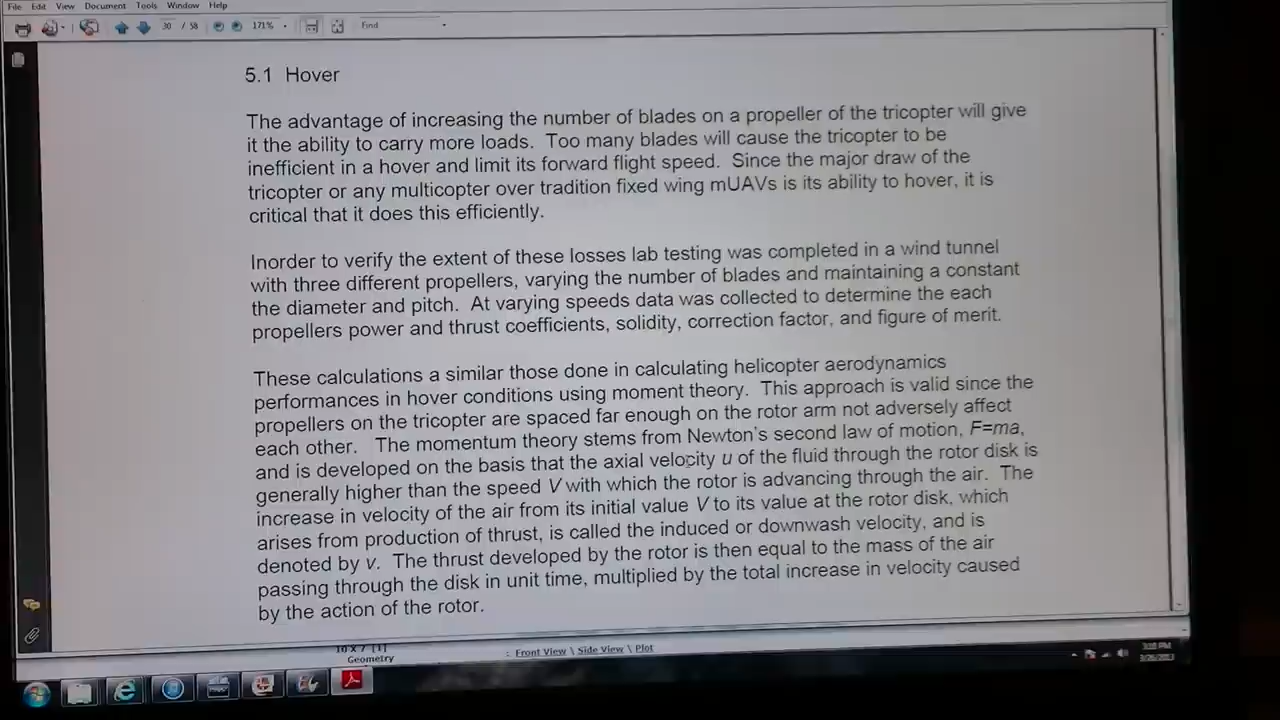 File Edit View Document Tools Window Help
30 / 58 171% Find
5.1 Hover
The advantage of increasing the number of blades on a propeller of the tricopter will give
it the ability to carry more loads. Too many blades will cause the tricopter to be
inefficient in a hover and limit its forward flight speed. Since the major draw of the
tricopter or any multicopter over tradition fixed wing mUAVs is its ability to hover, it is
critical that it does this efficiently.
Inorder to verify the extent of these losses lab testing was completed in a wind tunnel
with three different propellers, varying the number of blades and maintaining a constant
the diameter and pitch. At varying speeds data was collected to determine the each
propellers power and thrust coefficients, solidity, correction factor, and figure of merit.
These calculations a similar those done in calculating helicopter aerodynamics
performances in hover conditions using moment theory. This approach is valid since the
propellers on the tricopter are spaced far enough on the rotor arm not adversely affect
each other. The momentum theory stems from Newton's second law of motion, F=ma,
and is developed on the basis that the axial velocity u of the fluid through the rotor disk is
generally higher than the speed V with which the rotor is advancing through the air. The
increase in velocity of the air from its initial value V to its value at the rotor disk, which
arises from production of thrust, is called the induced or downwash velocity, and is
denoted by v. The thrust developed by the rotor is then equal to the mass of the air
passing through the disk in unit time, multiplied by the total increase in velocity caused
by the action of the rotor.
10 X 7 [1]
Geometry
: Front View \ Side View \ Plot